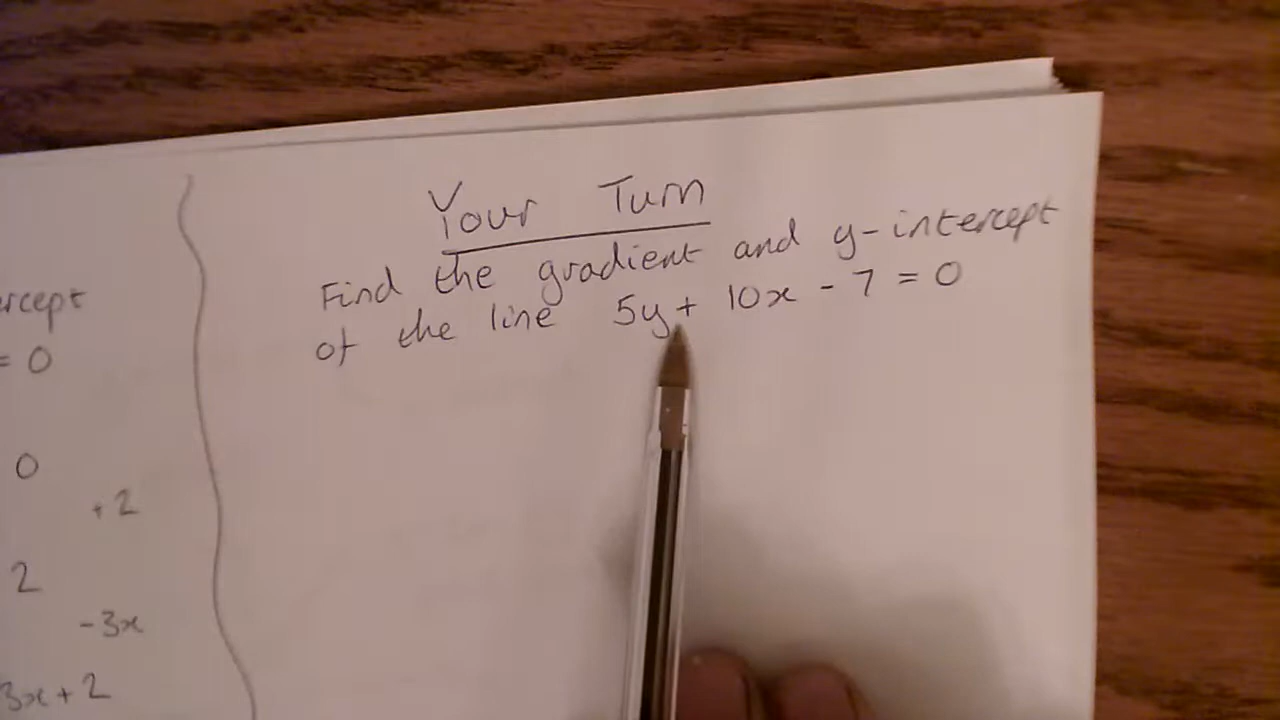 Your Turn
Find the gradient and y-intercept
of the line 5y + 10x - 7 = 0
ercept
= 0
0
+ 2
2
- 3x
3x + 2